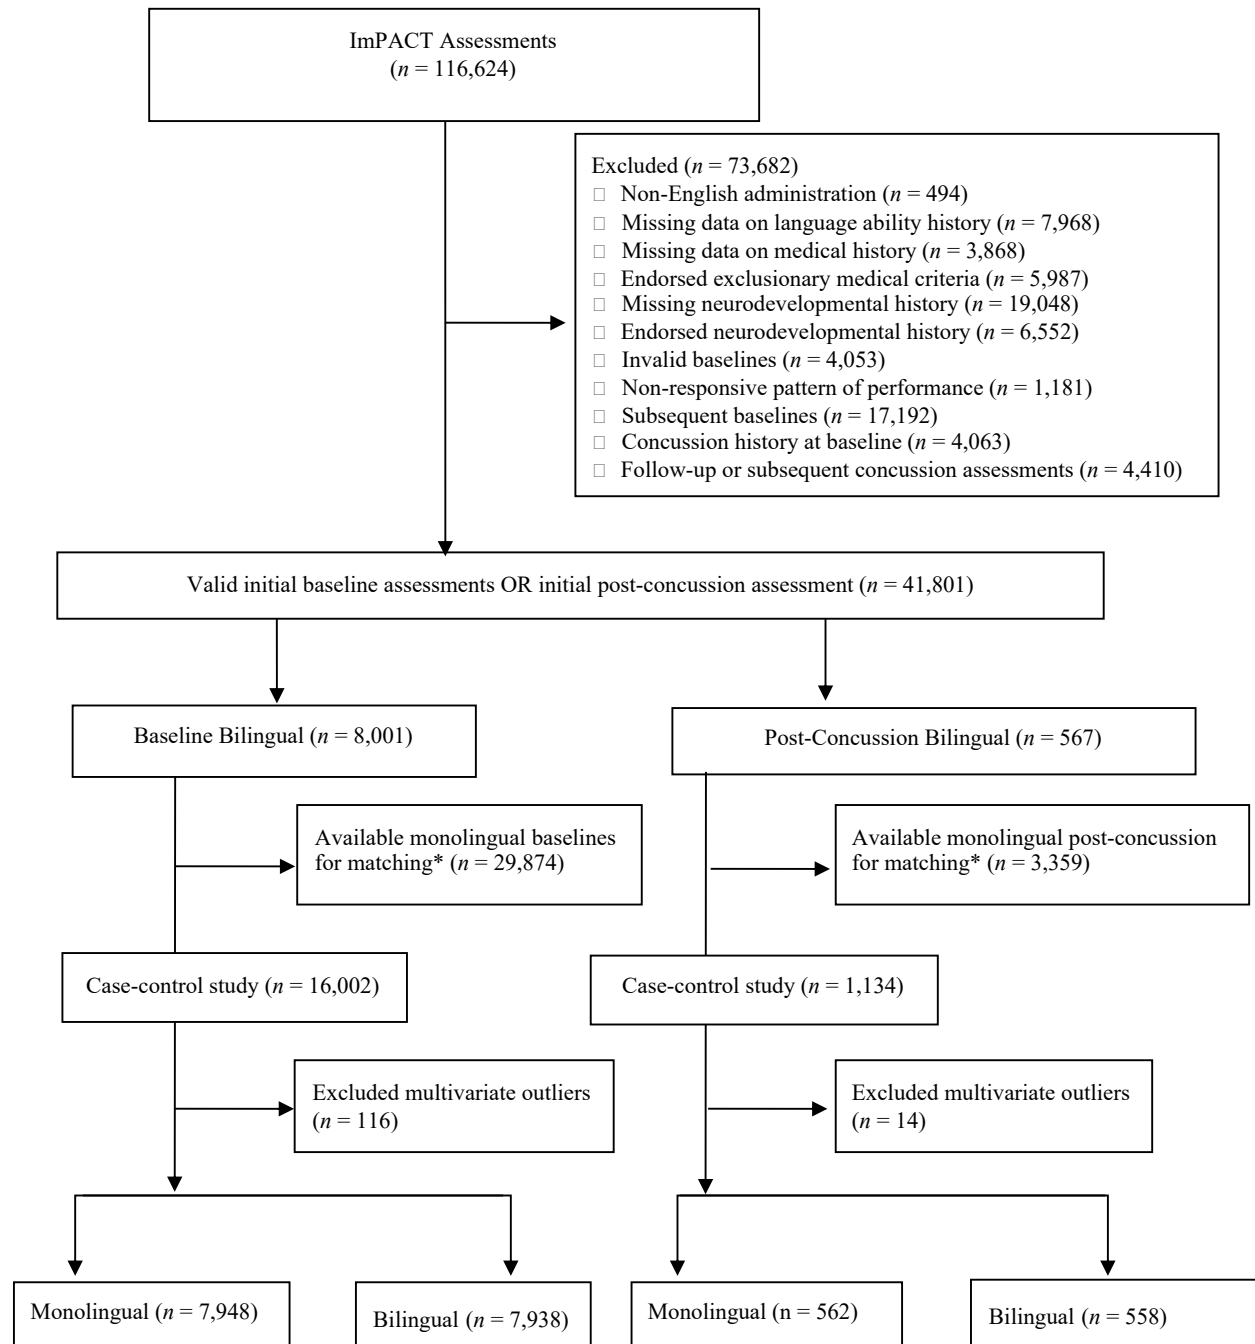 ImPACT Assessments
(n = 116,624)
Excluded (n = 73,682)
□ Non-English administration (n = 494)
□ Missing data on language ability history (n = 7,968)
□ Missing data on medical history (n = 3,868)
□ Endorsed exclusionary medical criteria (n = 5,987)
□ Missing neurodevelopmental history (n = 19,048)
□ Endorsed neurodevelopmental history (n = 6,552)
□ Invalid baselines (n = 4,053)
□ Non-responsive pattern of performance (n = 1,181)
□ Subsequent baselines (n = 17,192)
□ Concussion history at baseline (n = 4,063)
□ Follow-up or subsequent concussion assessments (n = 4,410)
Valid initial baseline assessments OR initial post-concussion assessment (n = 41,801)
Baseline Bilingual (n = 8,001)
Post-Concussion Bilingual (n = 567)
Available monolingual baselines
for matching* (n = 29,874)
Available monolingual post-concussion
for matching* (n = 3,359)
Case-control study (n = 16,002)
Case-control study (n = 1,134)
Excluded multivariate outliers
(n = 116)
Excluded multivariate outliers
(n = 14)
Monolingual (n = 7,948)
Bilingual (n = 7,938)
Monolingual (n = 562)
Bilingual (n = 558)